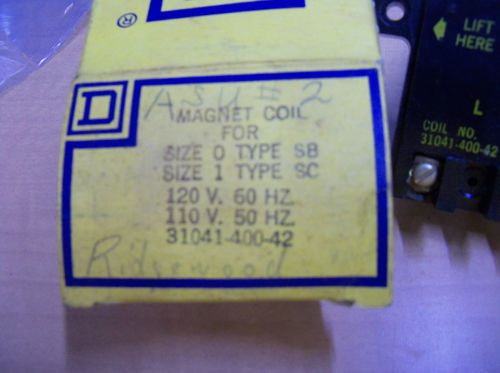 ®
D
ASU #2
MAGNET COIL
FOR
SIZE 0 TYPE SB
SIZE 1 TYPE SC
120 V. 60 HZ.
110 V. 50 HZ.
31041-400-42
Ridgewood
LIFT
HERE
L
COIL NO.
31041-400-42